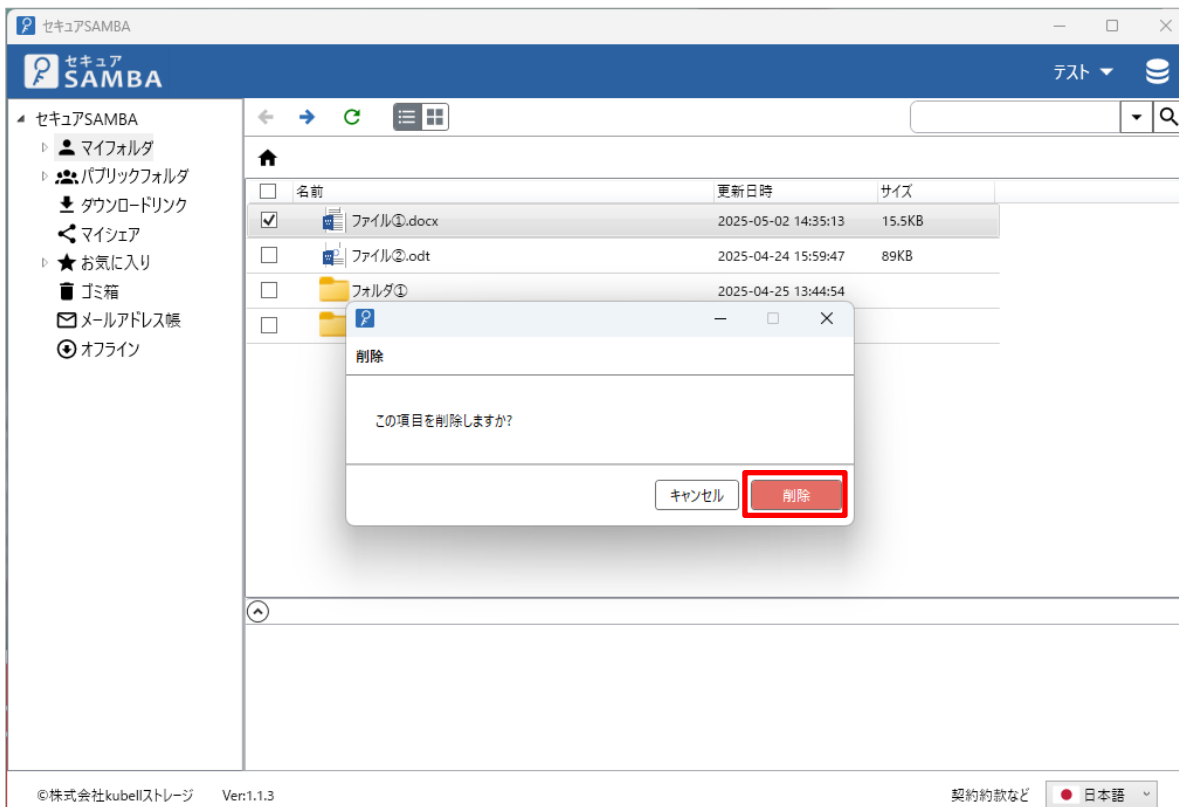 セキュアSAMBA
セキュア
SAMBA
テスト
セキュアSAMBA
マイフォルダ
パブリックフォルダ
ダウンロードリンク
マイシェア
お気に入り
ゴミ箱
メールアドレス帳
オフライン
名前 更新日時 サイズ
ファイル①.docx 2025-05-02 14:35:13 15.5KB
ファイル②.odt 2025-04-24 15:59:47 89KB
フォルダ① 2025-04-25 13:44:54
削除
この項目を削除しますか?
キャンセル 削除
©株式会社kubellストレージ Ver:1.1.3 契約約款など 日本語